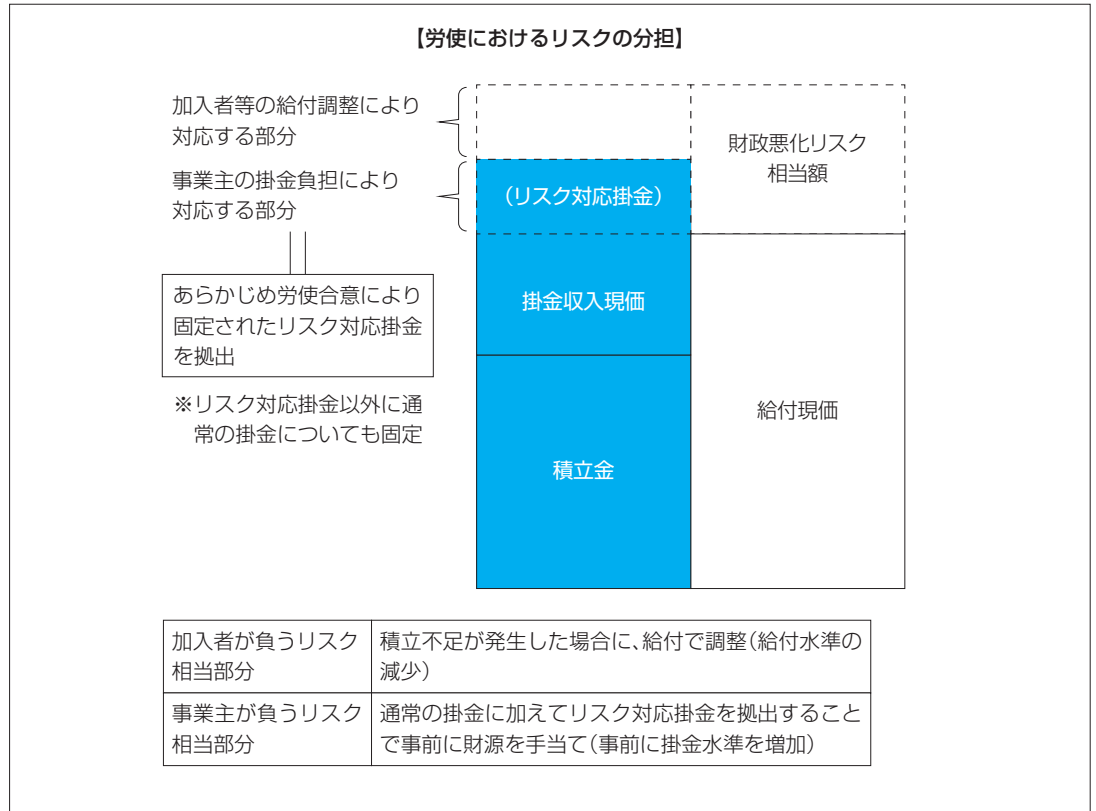 【労使におけるリスクの分担】
加入者等の給付調整により
対応する部分
事業主の掛金負担により
対応する部分
あらかじめ労使合意により
固定されたリスク対応掛金
を拠出
※リスク対応掛金以外に通
常の掛金についても固定
(リスク対応掛金)
掛金収入現価
積立金
財政悪化リスク
相当額
給付現価
加入者が負うリスク
相当部分
積立不足が発生した場合に、給付で調整(給付水準の
減少)
事業主が負うリスク
相当部分
通常の掛金に加えてリスク対応掛金を拠出すること
で事前に財源を手当て(事前に掛金水準を増加)